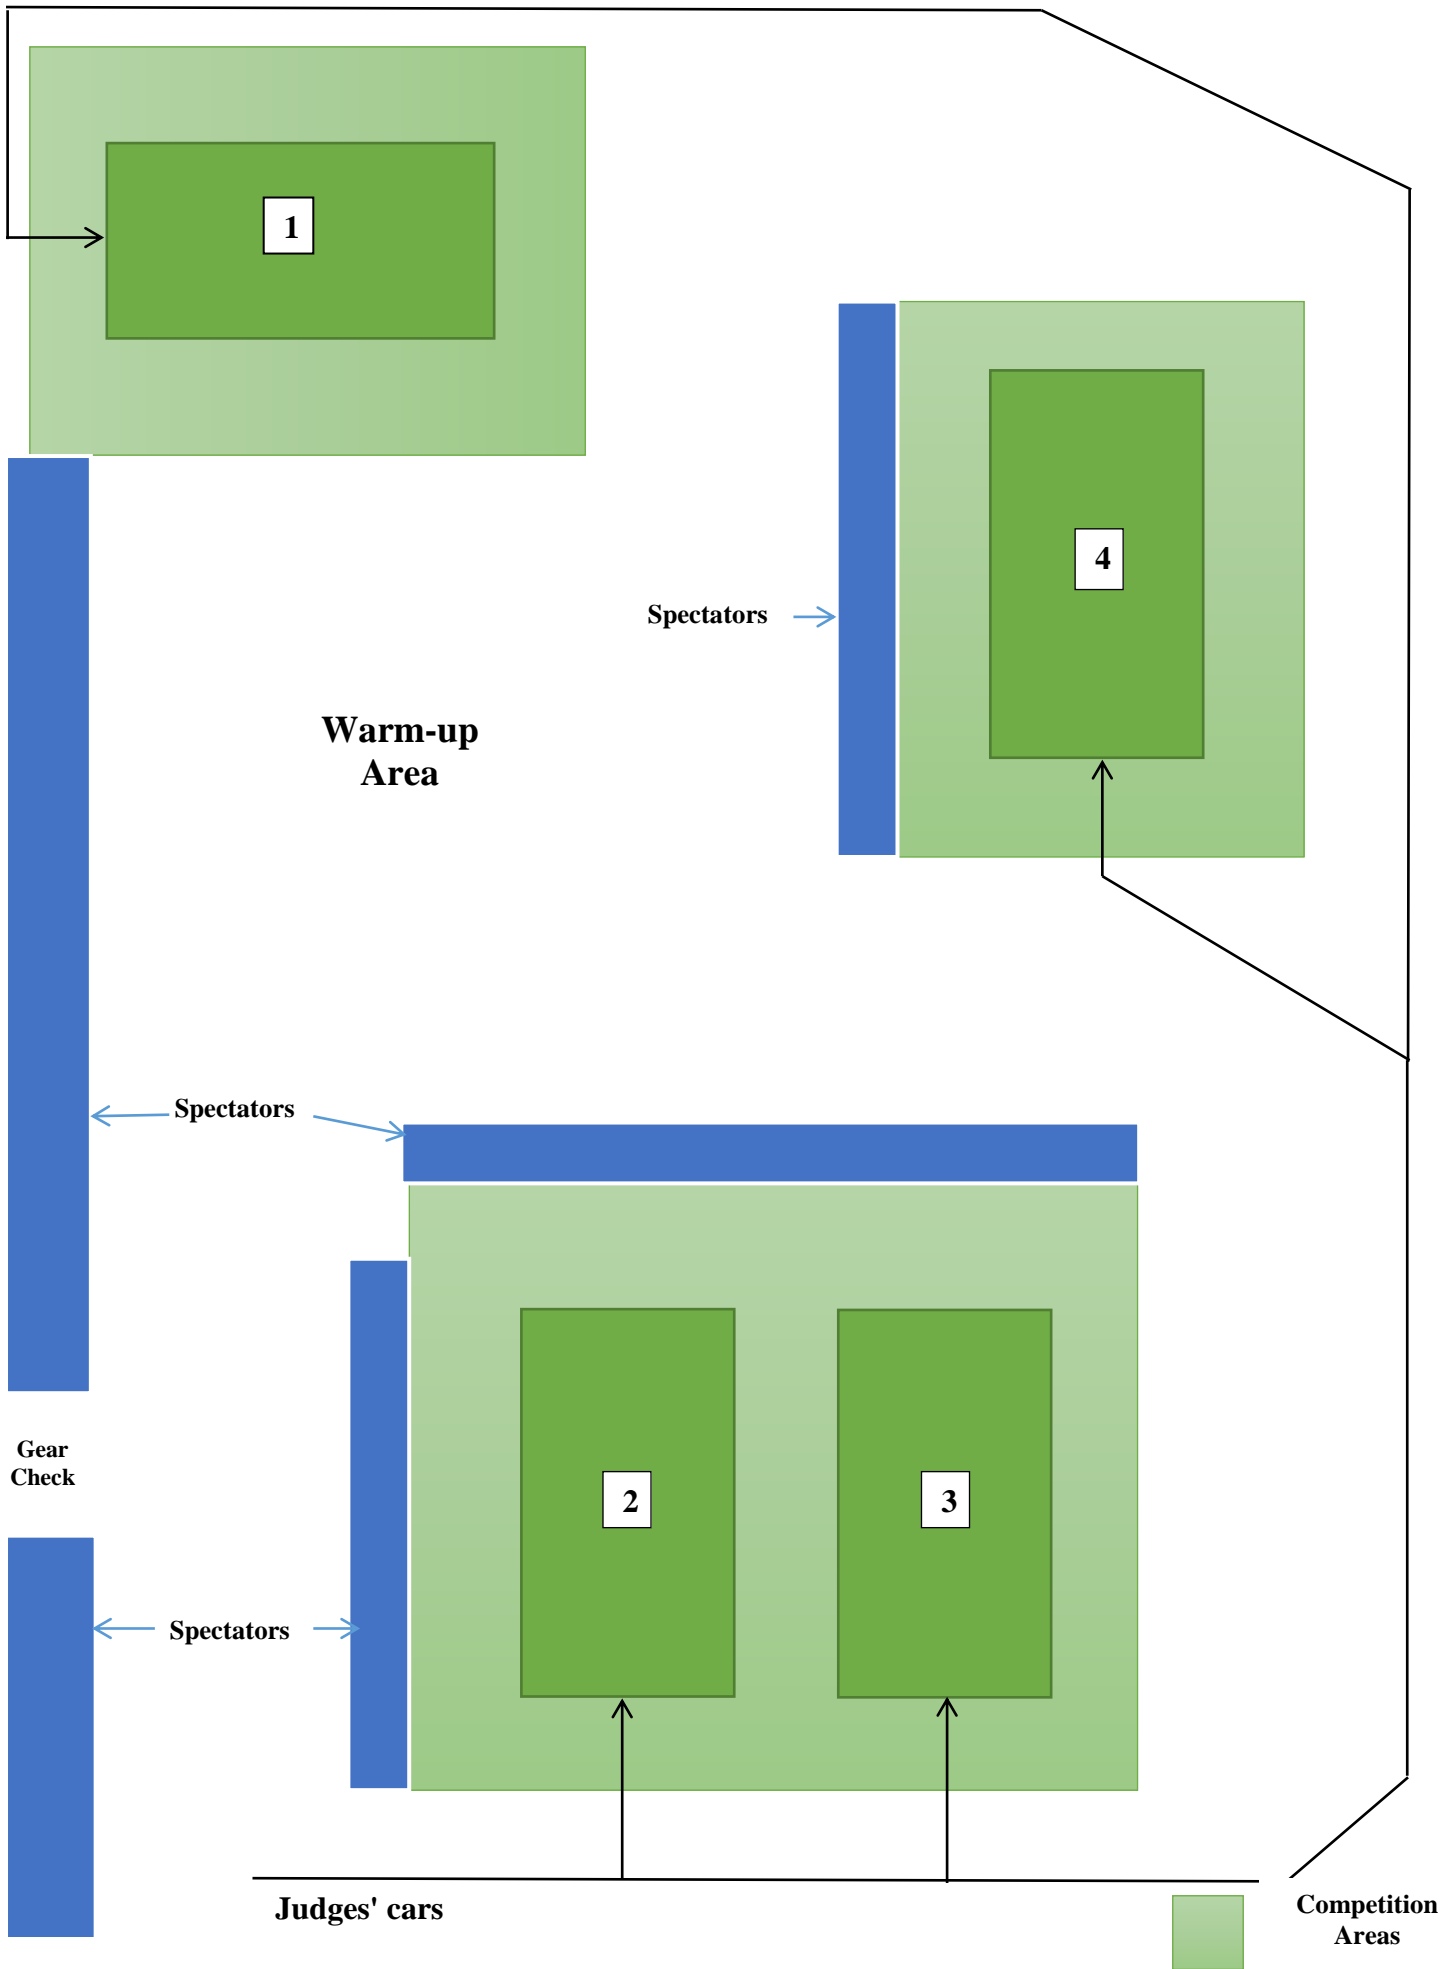 1
4
Spectators
Warm-up
Area
Spectators
Gear
Check
2
3
Spectators
Judges' cars
Competition
Areas